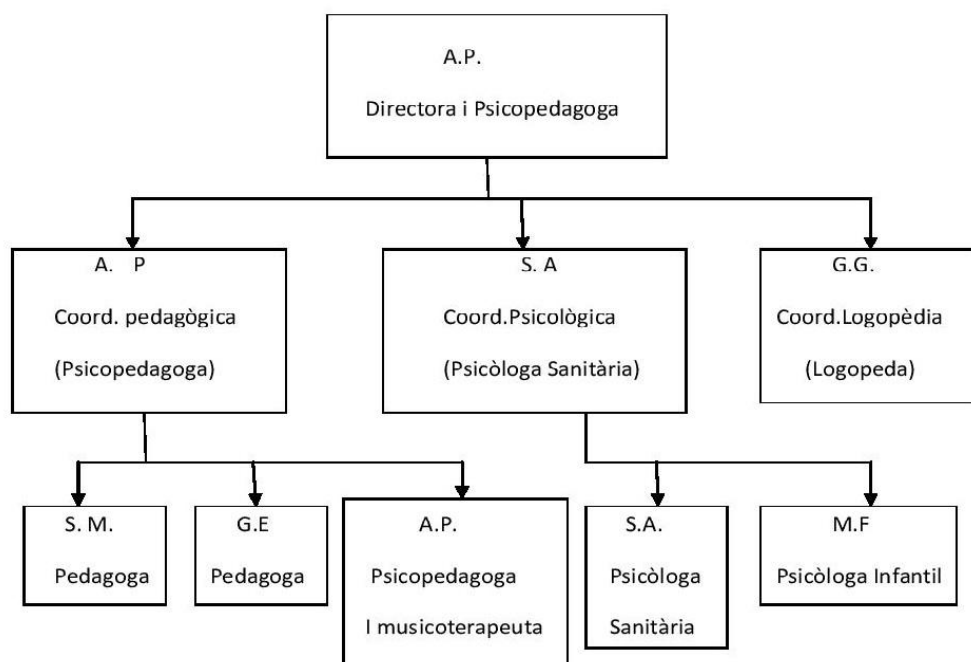 A.P.
Directora i Psicopedagoga
A. P
Coord. pedagògica
(Psicopedagoga)
S. A
Coord.Psicològica
(Psicòloga Sanitària)
G.G.
Coord.Logopèdia
(Logopeda)
S. M.
Pedagoga
G.E
Pedagoga
A.P.
Psicopedagoga
I musicoterapeuta
S.A.
Psicòloga
Sanitària
M.F
Psicòloga Infantil